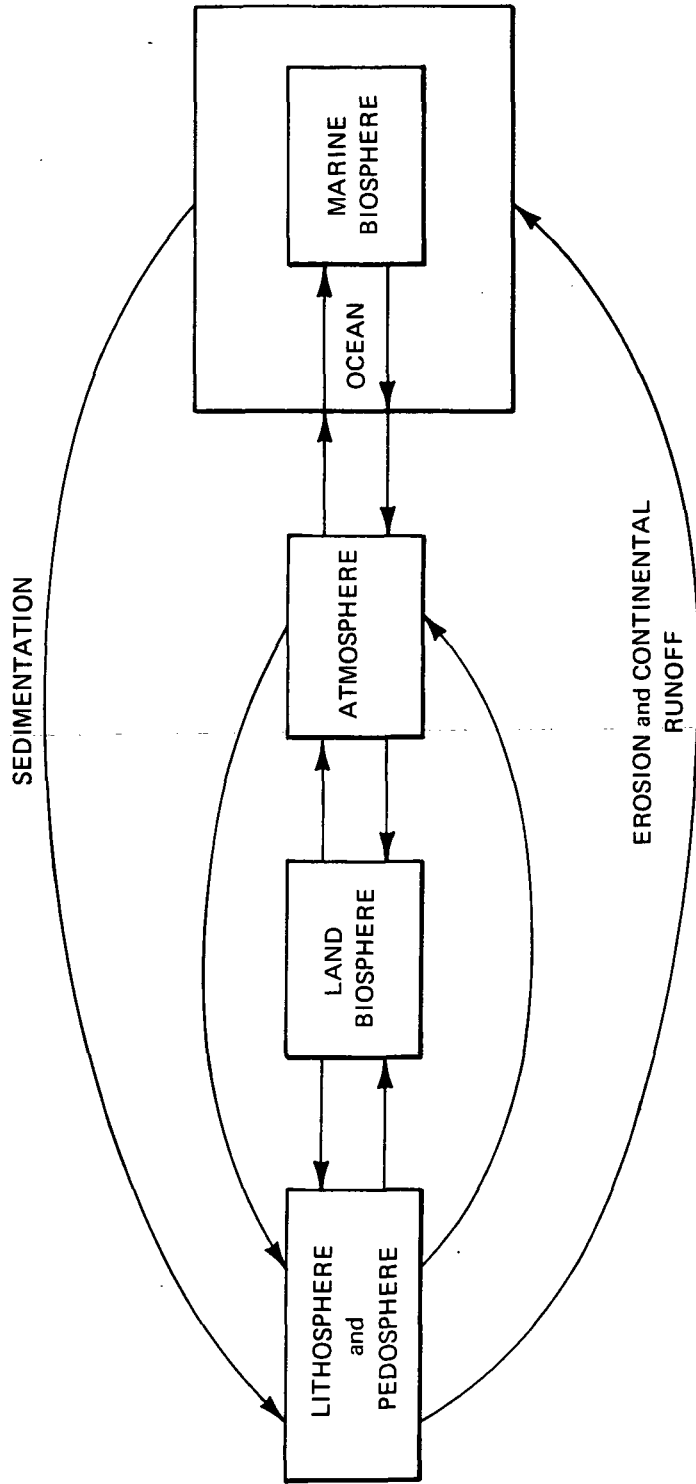 SEDIMENTATION
LITHOSPHERE
and
PEDOSPHERE
LAND
BIOSPHERE
ATMOSPHERE
OCEAN
MARINE
BIOSPHERE
EROSION and CONTINENTAL
RUNOFF